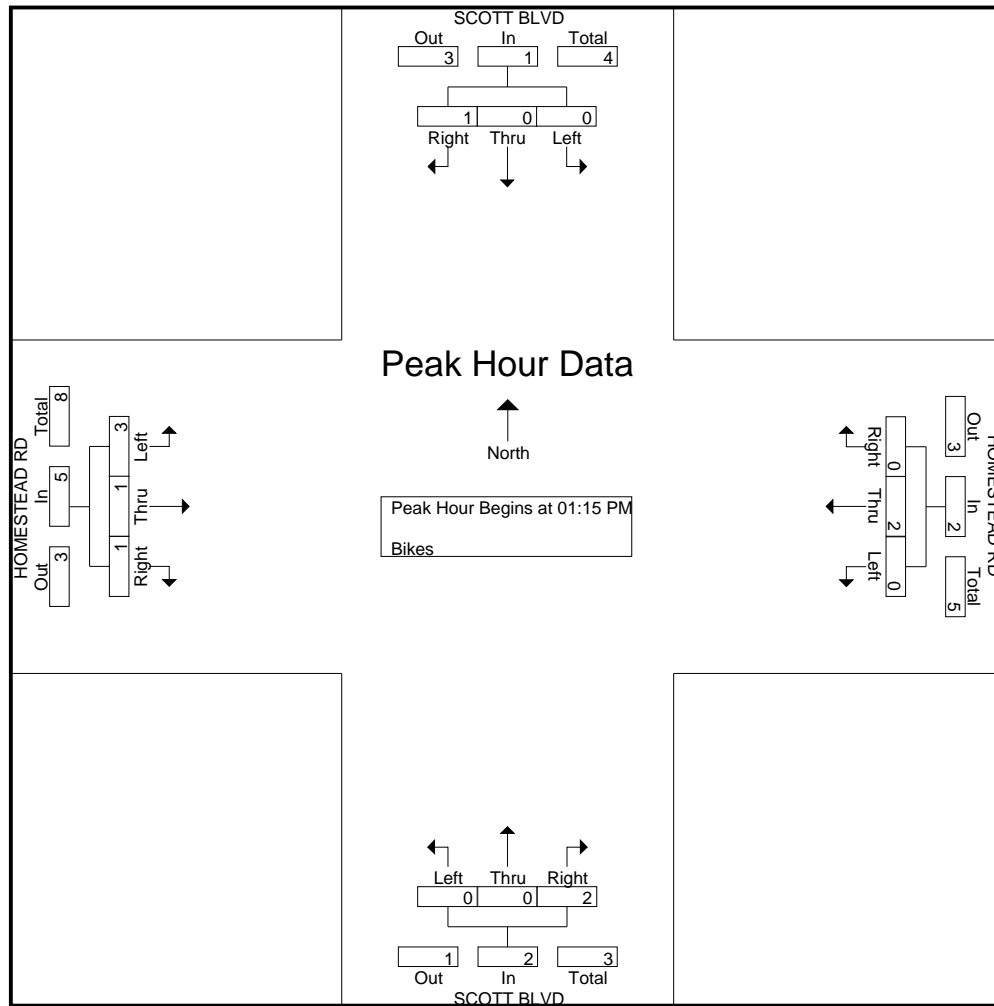 SCOTT BLVD
Out In Total
3 1 4
1 0 0
Right Thru Left
Peak Hour Data
North
Peak Hour Begins at 01:15 PM
Bikes
HOMESTEAD RD
Total In Out
8 5 3
3 1 1
Left Thru Right
HOMESTEAD RD
Out In Total
3 2 5
0 2 0
Right Thru Left
Left Thru Right
0 0 2
1 2 3
Out In Total
SCOTT BLVD